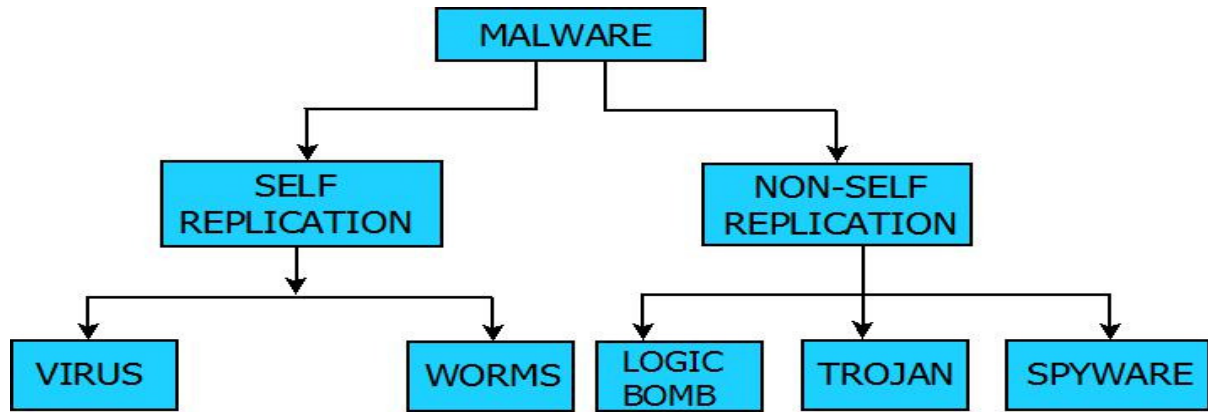 MALWARE
SELF
REPLICATION
NON-SELF
REPLICATION
VIRUS
WORMS
LOGIC
BOMB
TROJAN
SPYWARE